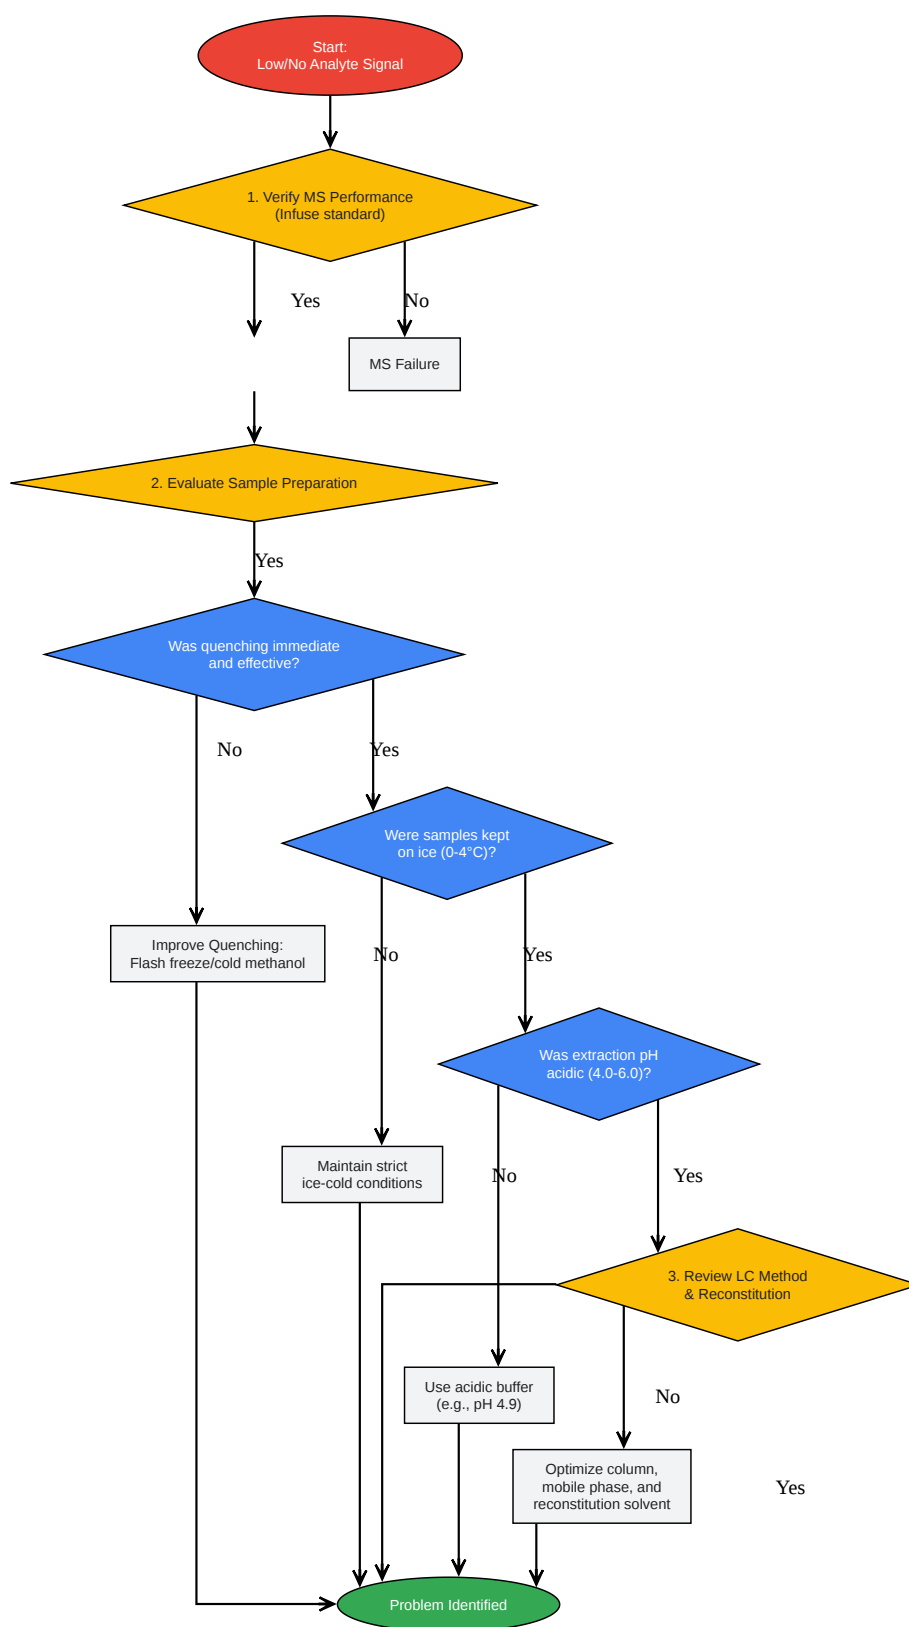 Start:
Low/No Analyte Signal
1. Verify MS Performance
(Infuse standard)
Yes
No
MS Failure
2. Evaluate Sample Preparation
Yes
Was quenching immediate
and effective?
No
Yes
Were samples kept
on ice (0-4°C)?
Improve Quenching:
Flash freeze/cold methanol
No
Yes
Was extraction pH
acidic (4.0-6.0)?
Maintain strict
ice-cold conditions
No
Yes
3. Review LC Method
& Reconstitution
Use acidic buffer
(e.g., pH 4.9)
No
Optimize column,
mobile phase, and
reconstitution solvent
Yes
Problem Identified